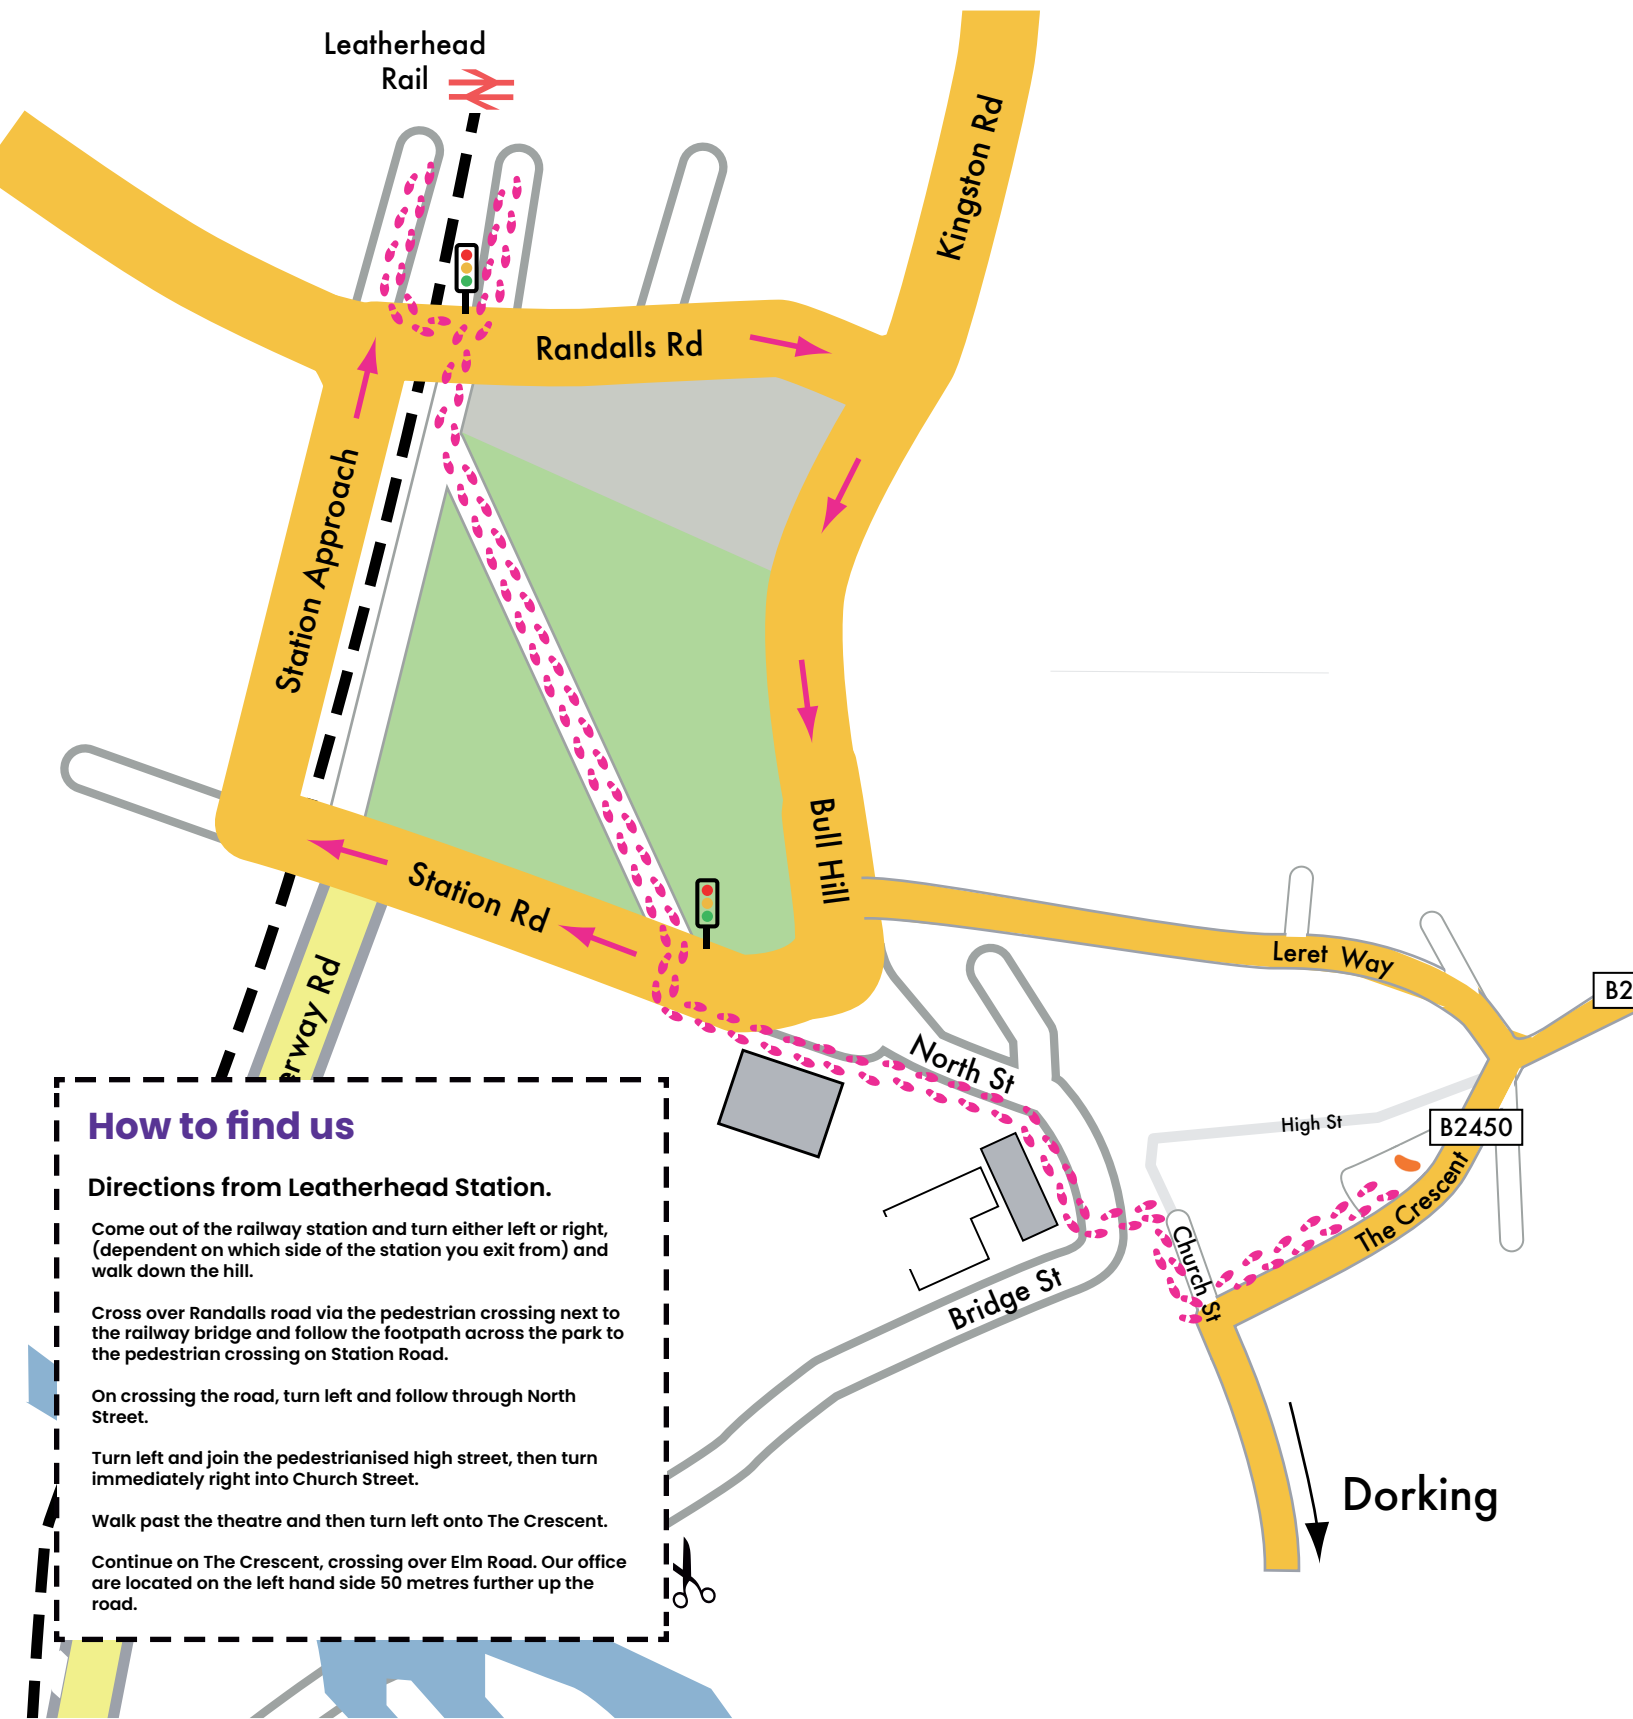 Leatherhead
Rail
Kingston Rd
Randalls Rd
Station Approach
Bull Hill
Station Rd
Leret Way
B2
erway Rd
North St
High St
B2450
The Crescent
Church St
Bridge St
Dorking
How to find us
Directions from Leatherhead Station.
Come out of the railway station and turn either left or right,
(dependent on which side of the station you exit from) and
walk down the hill.
Cross over Randalls road via the pedestrian crossing next to
the railway bridge and follow the footpath across the park to
the pedestrian crossing on Station Road.
On crossing the road, turn left and follow through North
Street.
Turn left and join the pedestrianised high street, then turn
immediately right into Church Street.
Walk past the theatre and then turn left onto The Crescent.
Continue on The Crescent, crossing over Elm Road. Our office
are located on the left hand side 50 metres further up the
road.